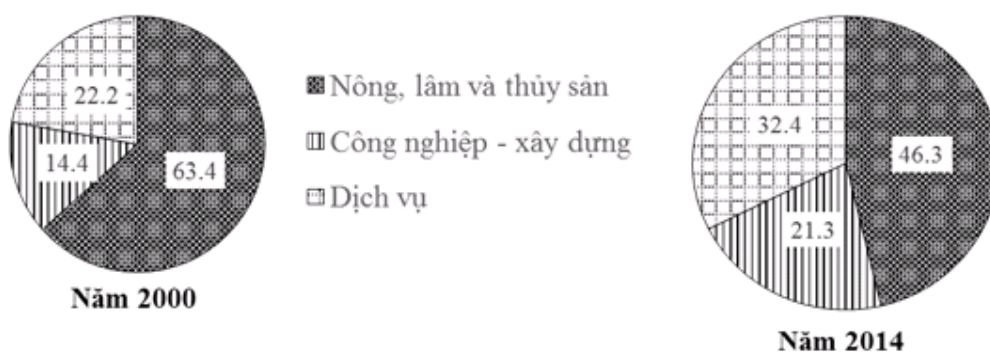 22.2
14.4
63.4
Năm 2000
Nông, lâm và thủy sản
Công nghiệp - xây dựng
Dịch vụ
32.4
46.3
21.3
Năm 2014